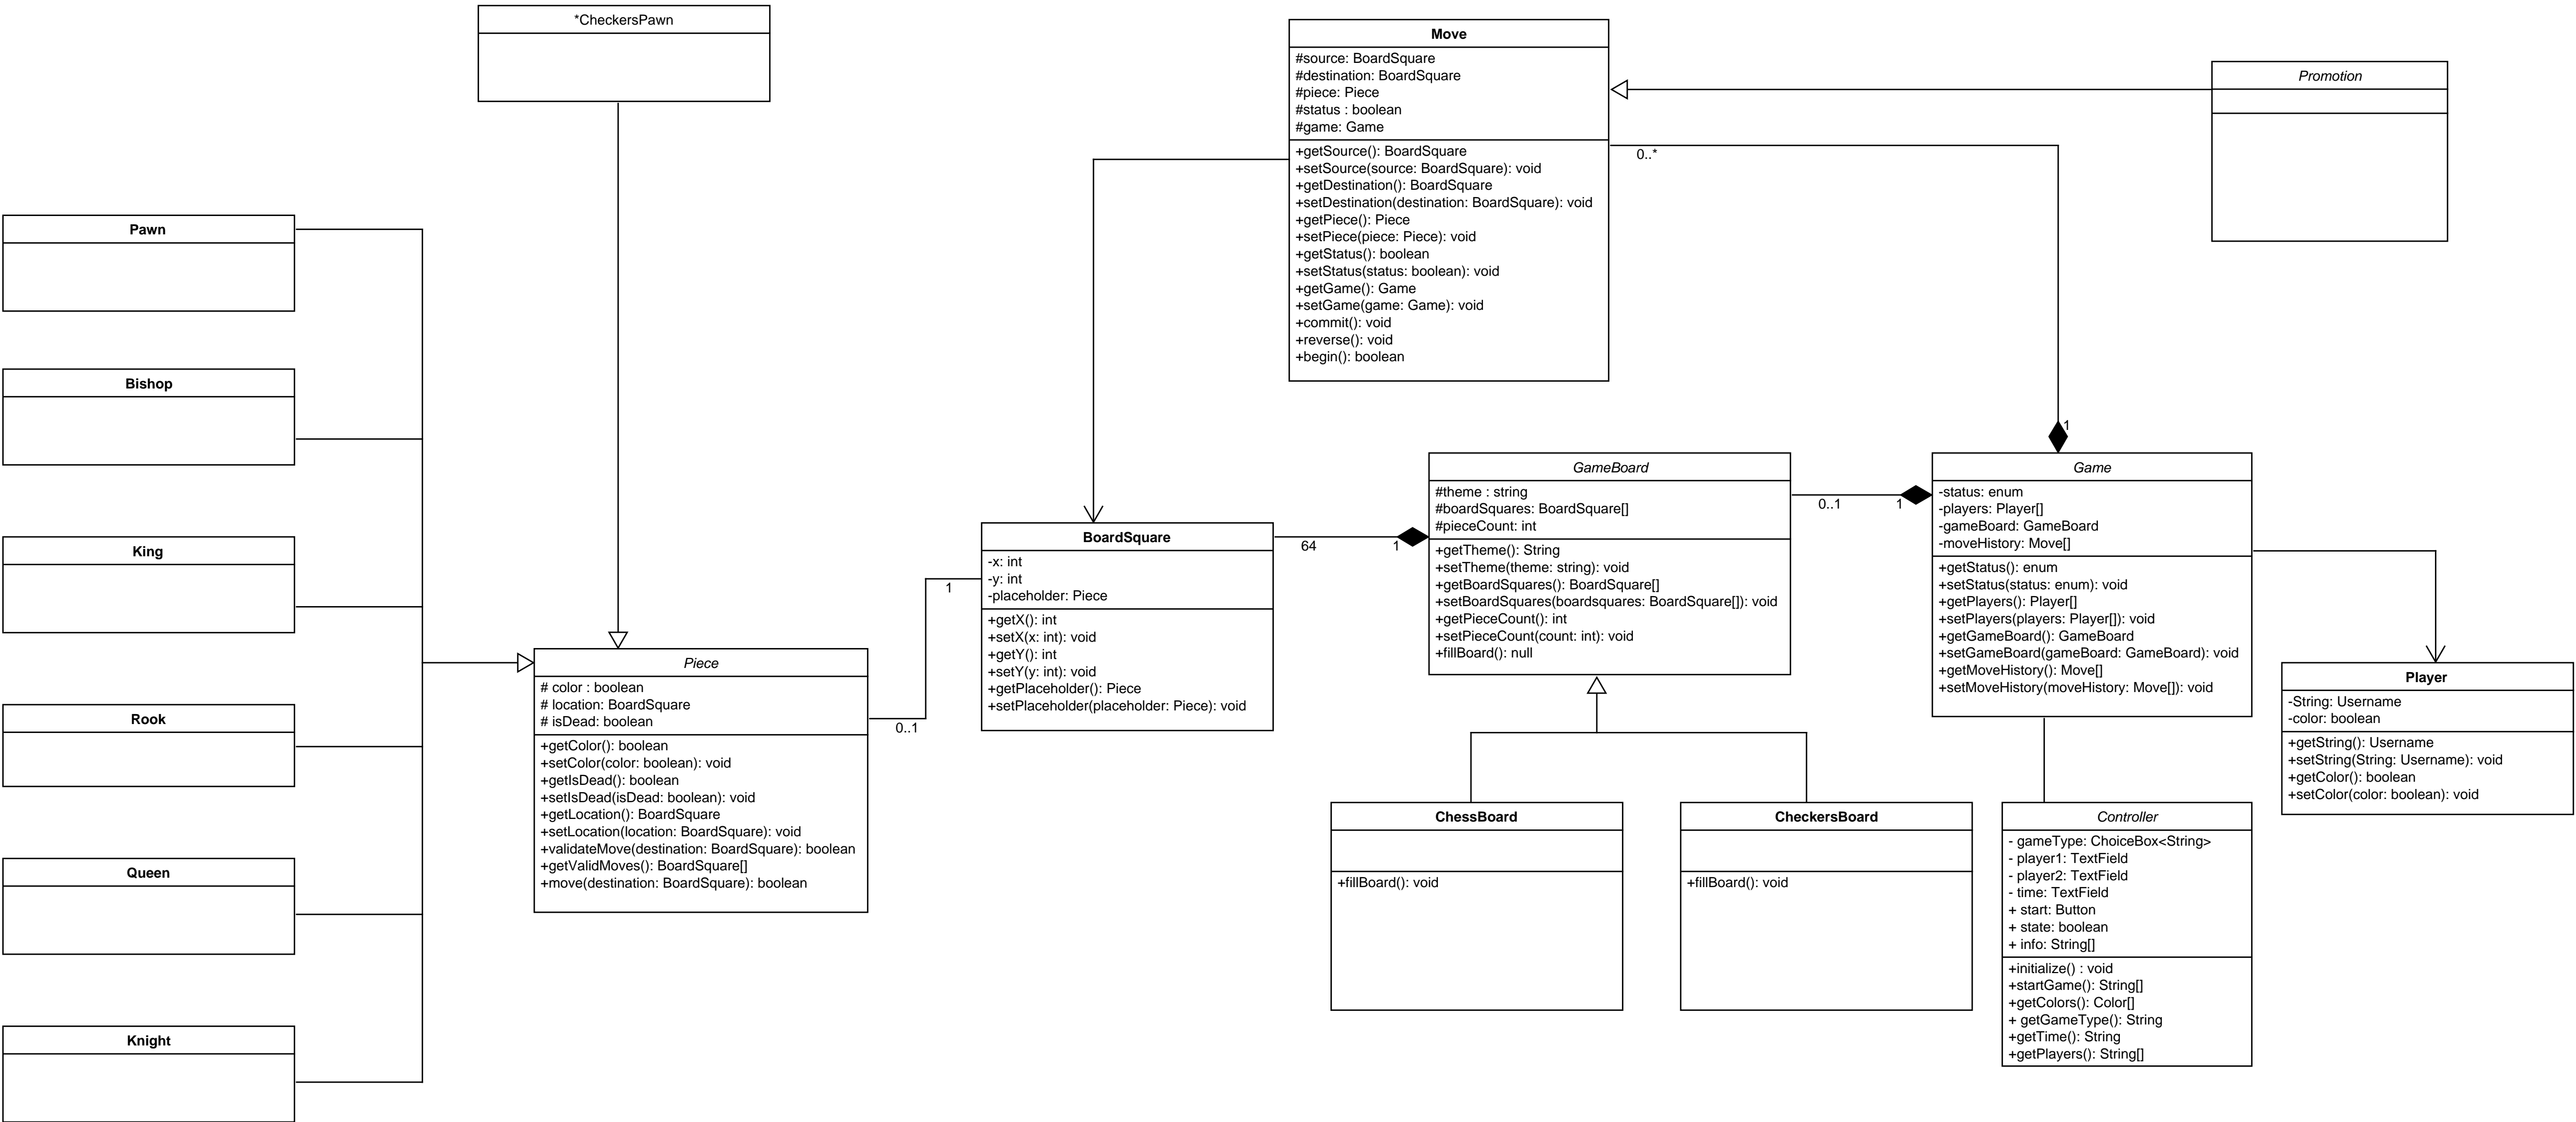 *CheckersPawn
Move
#source: BoardSquare
#destination: BoardSquare
#piece: Piece
#status : boolean
#game: Game
+getSource(): BoardSquare
+setSource(source: BoardSquare): void
+getDestination(): BoardSquare
+setDestination(destination: BoardSquare): void
+getPiece(): Piece
+setPiece(piece: Piece): void
+getStatus(): boolean
+setStatus(status: boolean): void
+getGame(): Game
+setGame(game: Game): void
+commit(): void
+reverse(): void
+begin(): boolean
Promotion
0..*
1
Pawn
Bishop
King
Rook
Queen
Knight
Piece
# color : boolean
# location: BoardSquare
# isDead: boolean
+getColor(): boolean
+setColor(color: boolean): void
+getIsDead(): boolean
+setIsDead(isDead: boolean): void
+getLocation(): BoardSquare
+setLocation(location: BoardSquare): void
+validateMove(destination: BoardSquare): boolean
+getValidMoves(): BoardSquare[]
+move(destination: BoardSquare): boolean
0..1
1
BoardSquare
-x: int
-y: int
-placeholder: Piece
+getX(): int
+setX(x: int): void
+getY(): int
+setY(y: int): void
+getPlaceholder(): Piece
+setPlaceholder(placeholder: Piece): void
64
1
GameBoard
#theme : string
#boardSquares: BoardSquare[]
#pieceCount: int
+getTheme(): String
+setTheme(theme: string): void
+getBoardSquares(): BoardSquare[]
+setBoardSquares(boardsquares: BoardSquare[]): void
+getPieceCount(): int
+setPieceCount(count: int): void
+fillBoard(): null
0..1
1
Game
-status: enum
-players: Player[]
-gameBoard: GameBoard
-moveHistory: Move[]
+getStatus(): enum
+setStatus(status: enum): void
+getPlayers(): Player[]
+setPlayers(players: Player[]): void
+getGameBoard(): GameBoard
+setGameBoard(gameBoard: GameBoard): void
+getMoveHistory(): Move[]
+setMoveHistory(moveHistory: Move[]): void
Player
-String: Username
-color: boolean
+getString(): Username
+setString(String: Username): void
+getColor(): boolean
+setColor(color: boolean): void
ChessBoard
+fillBoard(): void
CheckersBoard
+fillBoard(): void
Controller
- gameType: ChoiceBox<String>
- player1: TextField
- player2: TextField
- time: TextField
+ start: Button
+ state: boolean
+ info: String[]
+initialize() : void
+startGame(): String[]
+getColors(): Color[]
+ getGameType(): String
+getTime(): String
+getPlayers(): String[]